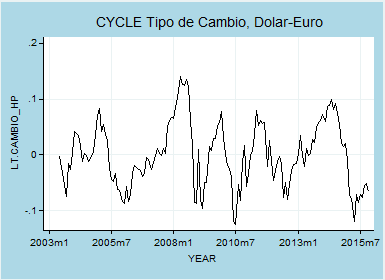 CYCLE Tipo de Cambio, Dolar-Euro
LT.CAMBIO_HP
.2
.1
0
-.1
2003m1 2005m7 2008m1 2010m7 2013m1 2015m7
YEAR